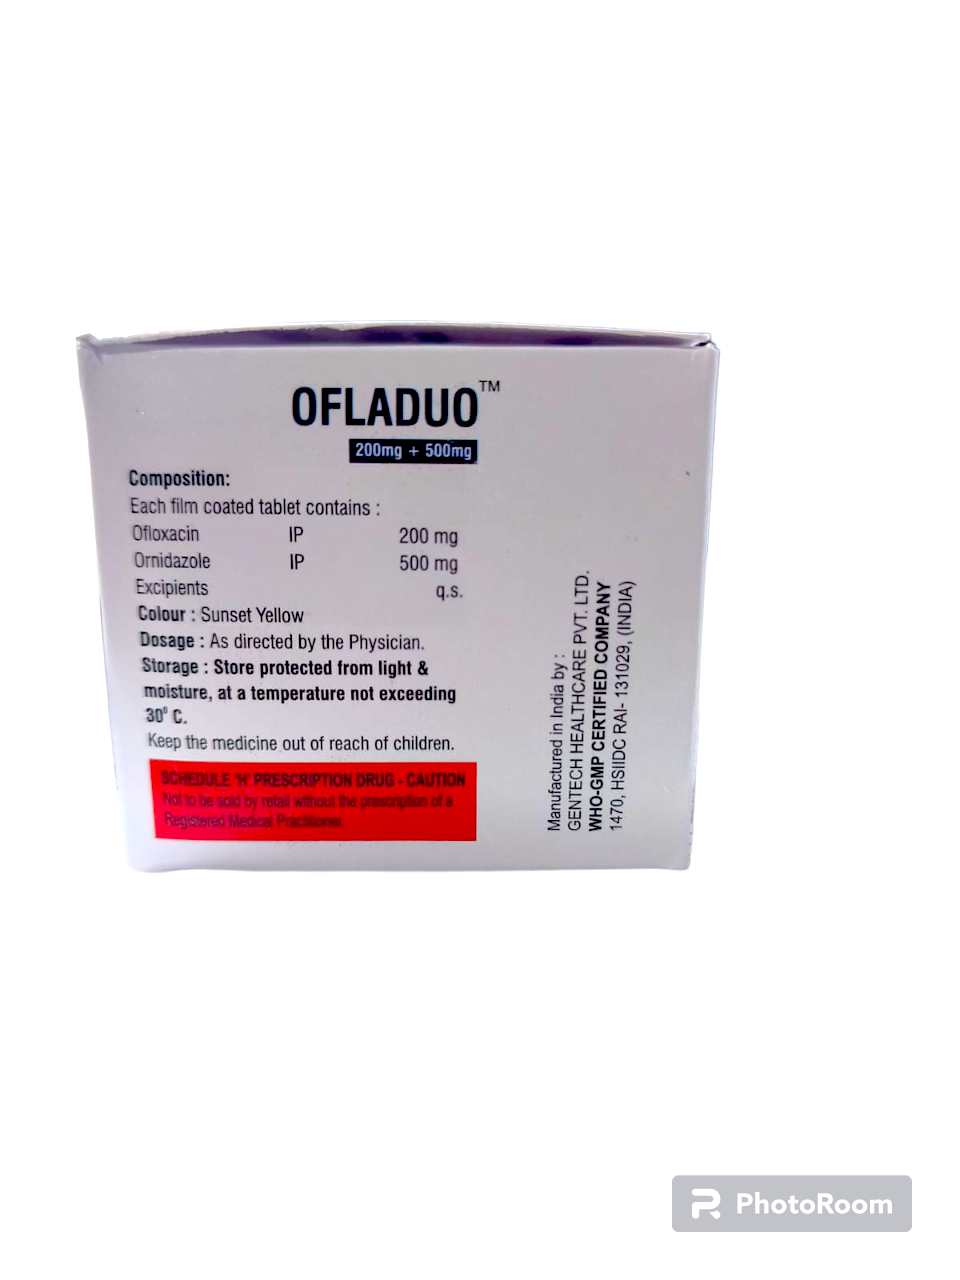 OFLADUO™
200mg + 500mg
Composition:
Each film coated tablet contains :
Ofloxacin IP 200 mg
Ornidazole IP 500 mg
Excipients q.s.
Colour : Sunset Yellow
Dosage : As directed by the Physician.
Storage : Store protected from light &
moisture, at a temperature not exceeding
30° C.
Keep the medicine out of reach of children.
SCHEDULE 'H' PRESCRIPTION DRUG - CAUTION
Not to be sold by retail without the prescription of a
Registered Medical Practitioner.
Manufactured in India by :
GENTECH HEALTHCARE PVT. LTD.
WHO-GMP CERTIFIED COMPANY
1470, HSIIDC RAI- 131029, (INDIA)
PhotoRoom